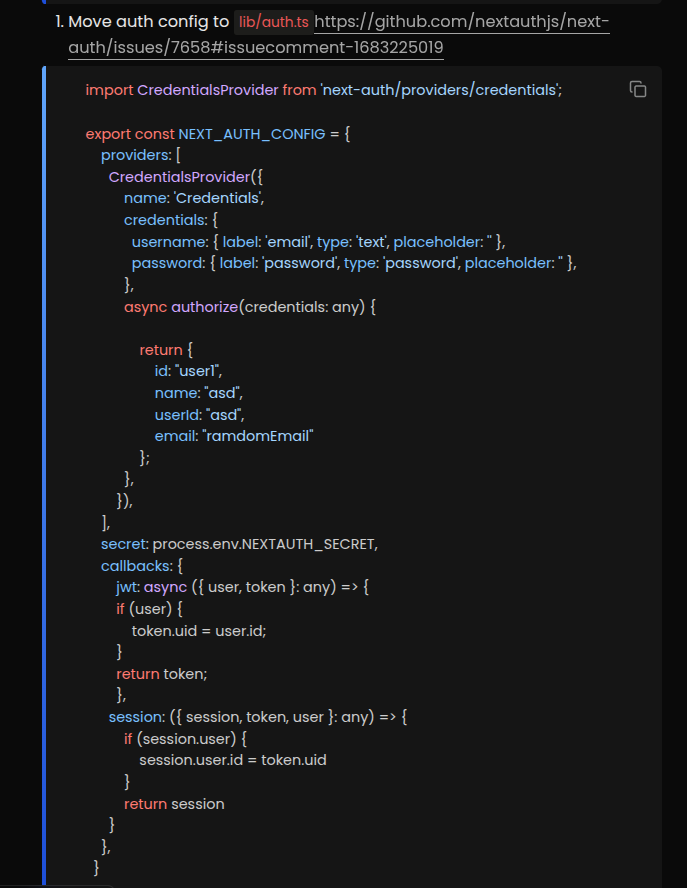 1. Move auth config to lib/auth.ts https://github.com/nextauthjs/next-
auth/issues/7658#issuecomment-1683225019
import CredentialsProvider from 'next-auth/providers/credentials';
export const NEXT_AUTH_CONFIG = {
providers: [
CredentialsProvider({
name: 'Credentials',
credentials: {
username: { label: 'email', type: 'text', placeholder: '' },
password: { label: 'password', type: 'password', placeholder: '' },
},
async authorize(credentials: any) {
return {
id: "user1",
name: "asd",
userId: "asd",
email: "ramdomEmail"
};
},
}),
],
secret: process.env.NEXTAUTH_SECRET,
callbacks: {
jwt: async ({ user, token }: any) => {
if (user) {
token.uid = user.id;
}
return token;
},
session: ({ session, token, user }: any) => {
if (session.user) {
session.user.id = token.uid
}
return session
}
},
}